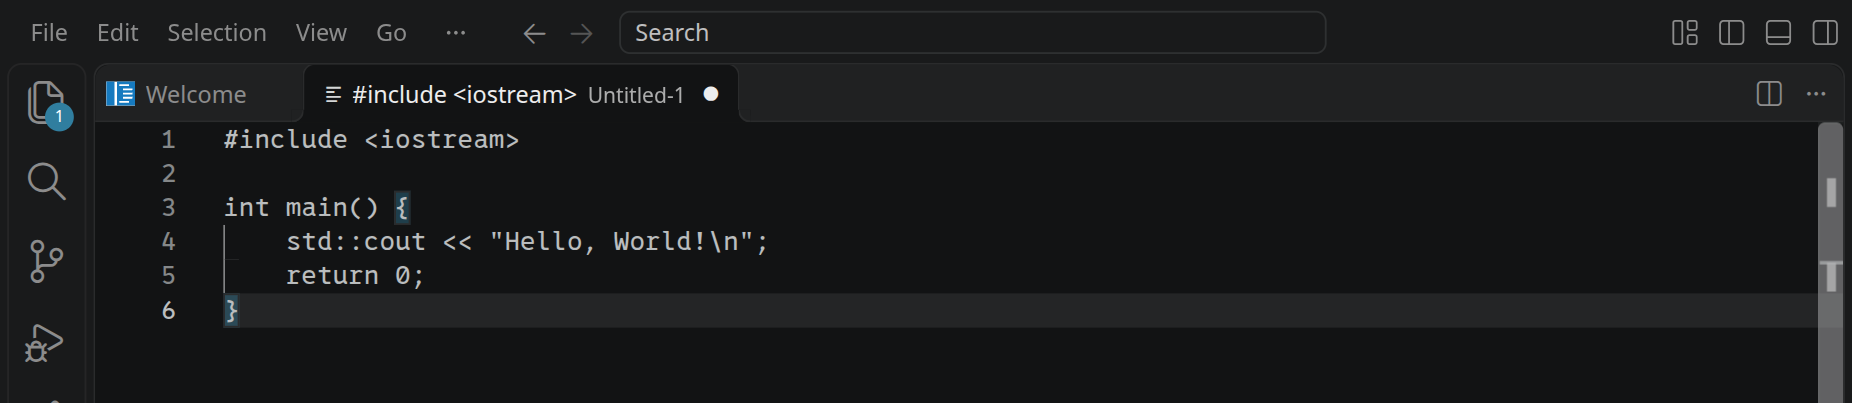 File Edit Selection View Go ··· Search
Welcome #include <iostream> Untitled-1
1
1 #include <iostream>
2
3 int main() {
4     std::cout << "Hello, World!\n";
5     return 0;
6 }